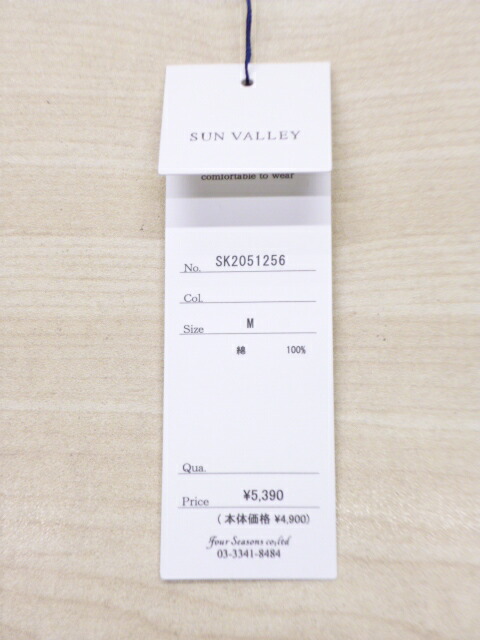 SUN VALLEY
comfortable to wear
No. SK2051256
Col.
Size M
綿 100%
Qua.
Price ¥5,390
(本体価格 ¥4,900)
Four Seasons co,ltd
03-3341-8484